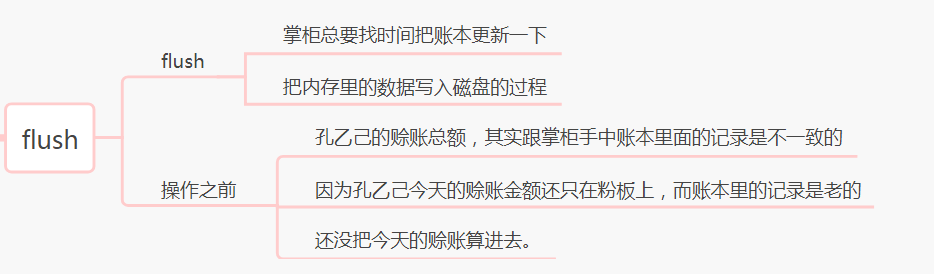 flush
flush
掌柜总要找时间把账本更新一下
把内存里的数据写入磁盘的过程
操作之前
孔乙己的赊账总额，其实跟掌柜手中账本里面的记录是不一致的
因为孔乙己今天的赊账金额还只在粉板上，而账本里的记录是老的
还没把今天的赊账算进去。